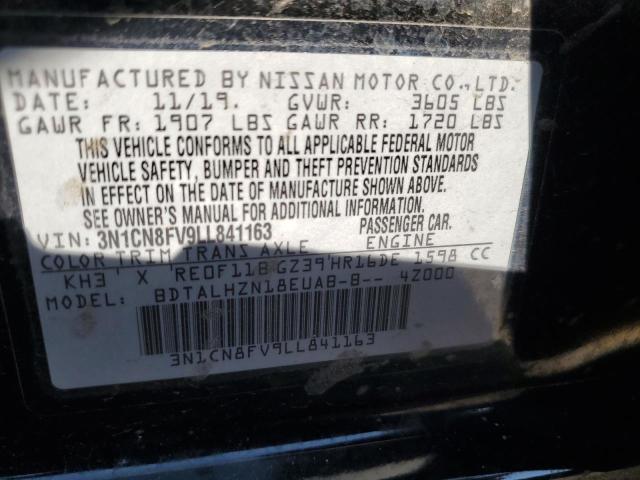 MANUFACTURED BY NISSAN MOTOR CO.,LTD.
DATE: 11/19. GVWR: 3605 LBS
GAWR FR: 1907 LBS GAWR RR: 1720 LBS
THIS VEHICLE CONFORMS TO ALL APPLICABLE FEDERAL MOTOR
VEHICLE SAFETY, BUMPER AND THEFT PREVENTION STANDARDS
IN EFFECT ON THE DATE OF MANUFACTURE SHOWN ABOVE.
SEE OWNER'S MANUAL FOR ADDITIONAL INFORMATION.
VIN: 3N1CN8FV9LL841163 PASSENGER CAR.
COLOR TRIM TRANS AXLE ENGINE
KH3 X RE0F11B GZ39 HR16DE 1598 CC
MODEL: BDTALHZN18EUAB-B-- 4Z000
3N1CN8FV9LL841163